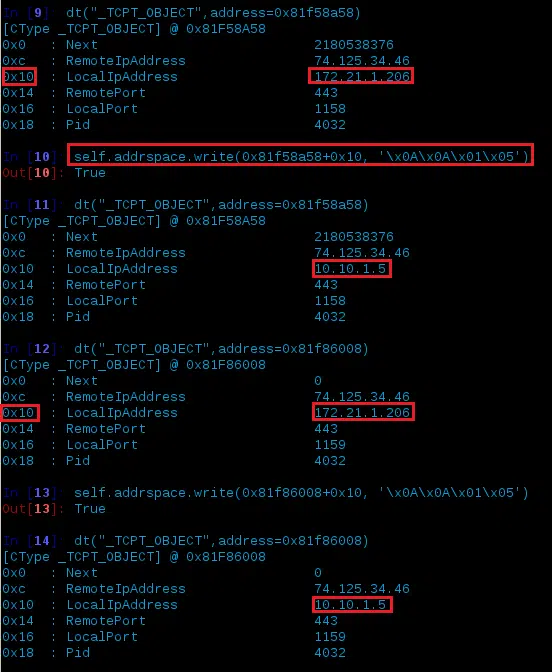 In [9]: dt("_TCPT_OBJECT",address=0x81f58a58)
[CType _TCPT_OBJECT] @ 0x81F58A58
0x0 : Next 2180538376
0xc : RemoteIpAddress 74.125.34.46
0x10 : LocalIpAddress 172.21.1.206
0x14 : RemotePort 443
0x16 : LocalPort 1158
0x18 : Pid 4032
In [10]: self.addrspace.write(0x81f58a58+0x10, '\x0A\x0A\x01\x05')
Out[10]: True
In [11]: dt("_TCPT_OBJECT",address=0x81f58a58)
[CType _TCPT_OBJECT] @ 0x81F58A58
0x0 : Next 2180538376
0xc : RemoteIpAddress 74.125.34.46
0x10 : LocalIpAddress 10.10.1.5
0x14 : RemotePort 443
0x16 : LocalPort 1158
0x18 : Pid 4032
In [12]: dt("_TCPT_OBJECT",address=0x81f86008)
[CType _TCPT_OBJECT] @ 0x81F86008
0x0 : Next 0
0xc : RemoteIpAddress 74.125.34.46
0x10 : LocalIpAddress 172.21.1.206
0x14 : RemotePort 443
0x16 : LocalPort 1159
0x18 : Pid 4032
In [13]: self.addrspace.write(0x81f86008+0x10, '\x0A\x0A\x01\x05')
Out[13]: True
In [14]: dt("_TCPT_OBJECT",address=0x81f86008)
[CType _TCPT_OBJECT] @ 0x81F86008
0x0 : Next 0
0xc : RemoteIpAddress 74.125.34.46
0x10 : LocalIpAddress 10.10.1.5
0x14 : RemotePort 443
0x16 : LocalPort 1159
0x18 : Pid 4032